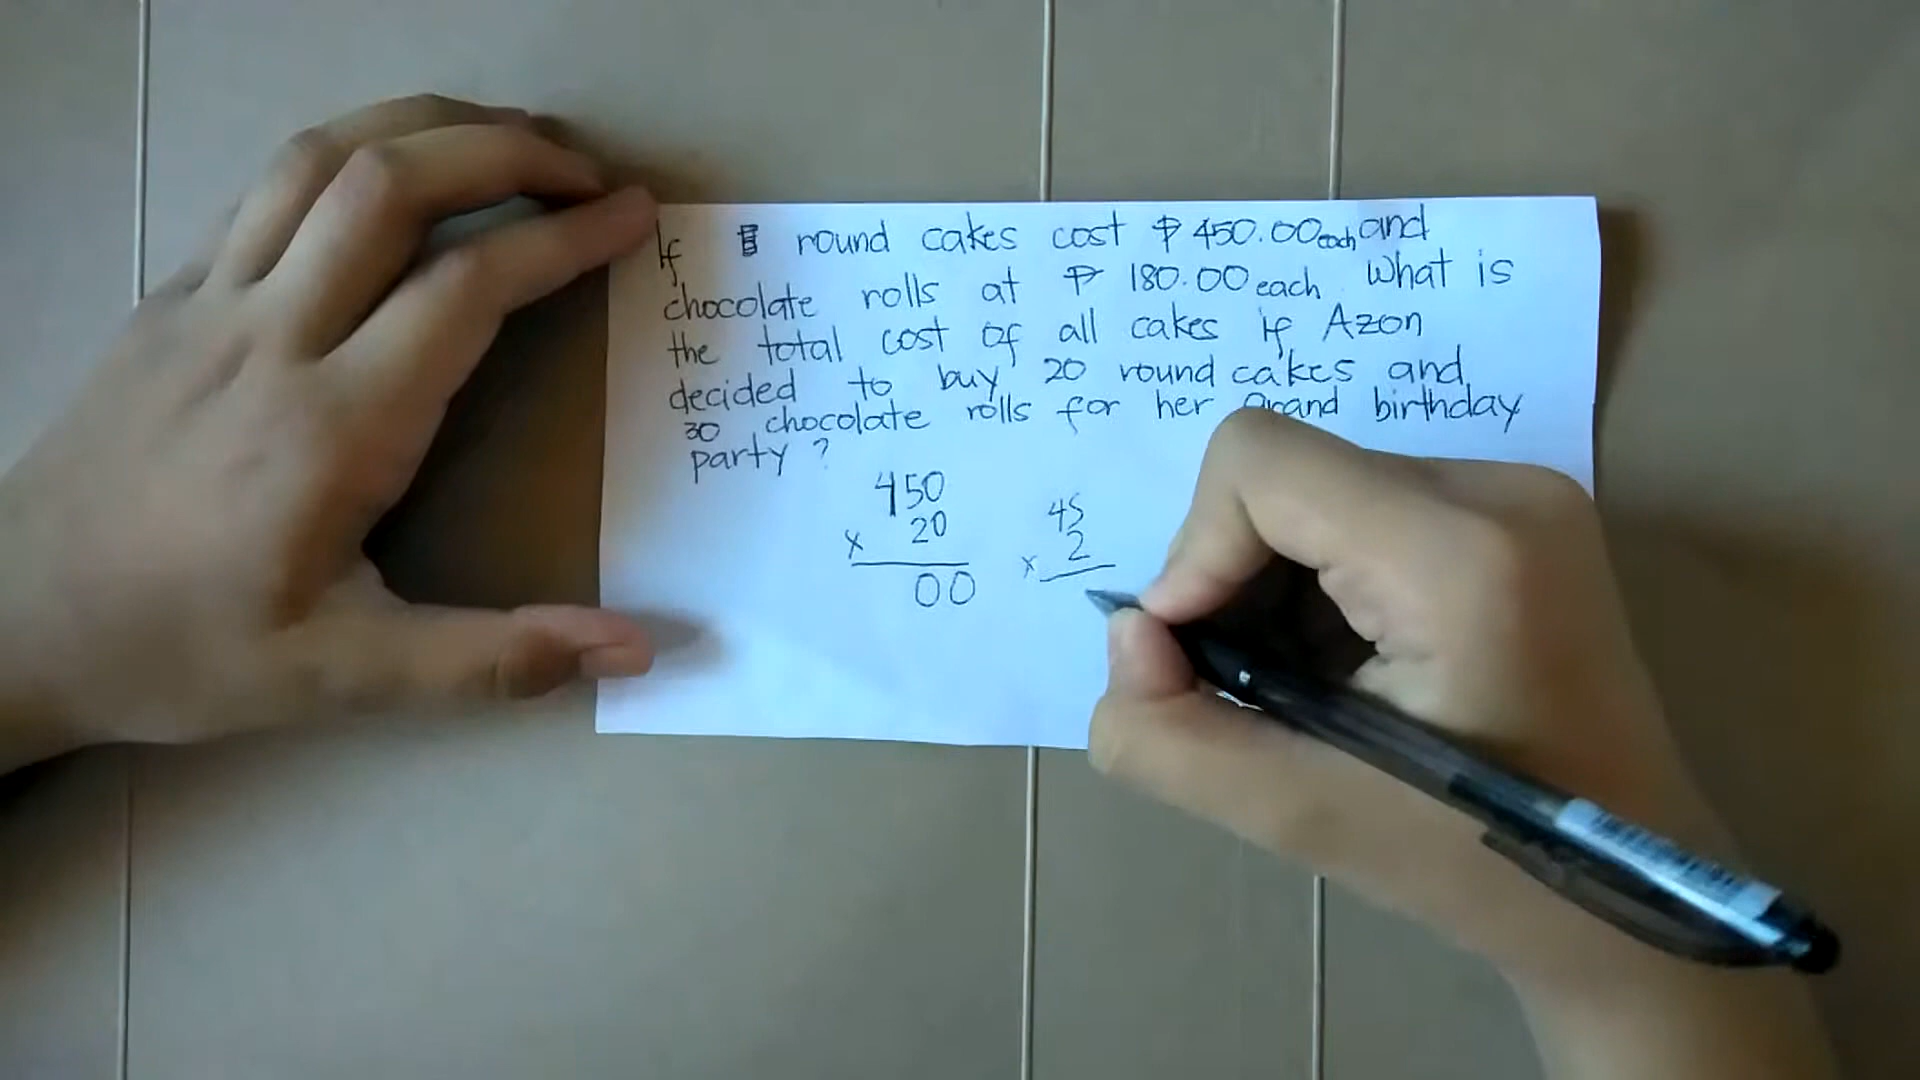 If round cakes cost ₱ 450.00 each and
chocolate rolls at ₱ 180.00 each. What is
the total cost of all cakes if Azon
decided to buy 20 round cakes and
30 chocolate rolls for her grand birthday
party?
450
x 20
00
45
x 2